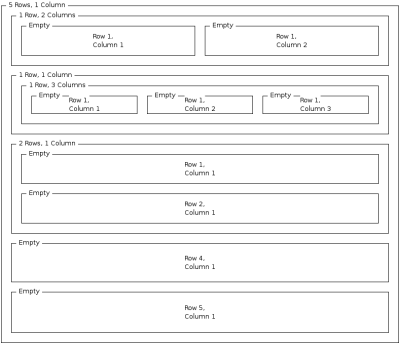 5 Rows, 1 Column
1 Row, 2 Columns
Empty
Row 1,
Column 1
Empty
Row 1,
Column 2
1 Row, 1 Column
1 Row, 3 Columns
Empty
Row 1,
Column 1
Empty
Row 1,
Column 2
Empty
Row 1,
Column 3
2 Rows, 1 Column
Empty
Row 1,
Column 1
Empty
Row 2,
Column 1
Empty
Row 4,
Column 1
Empty
Row 5,
Column 1